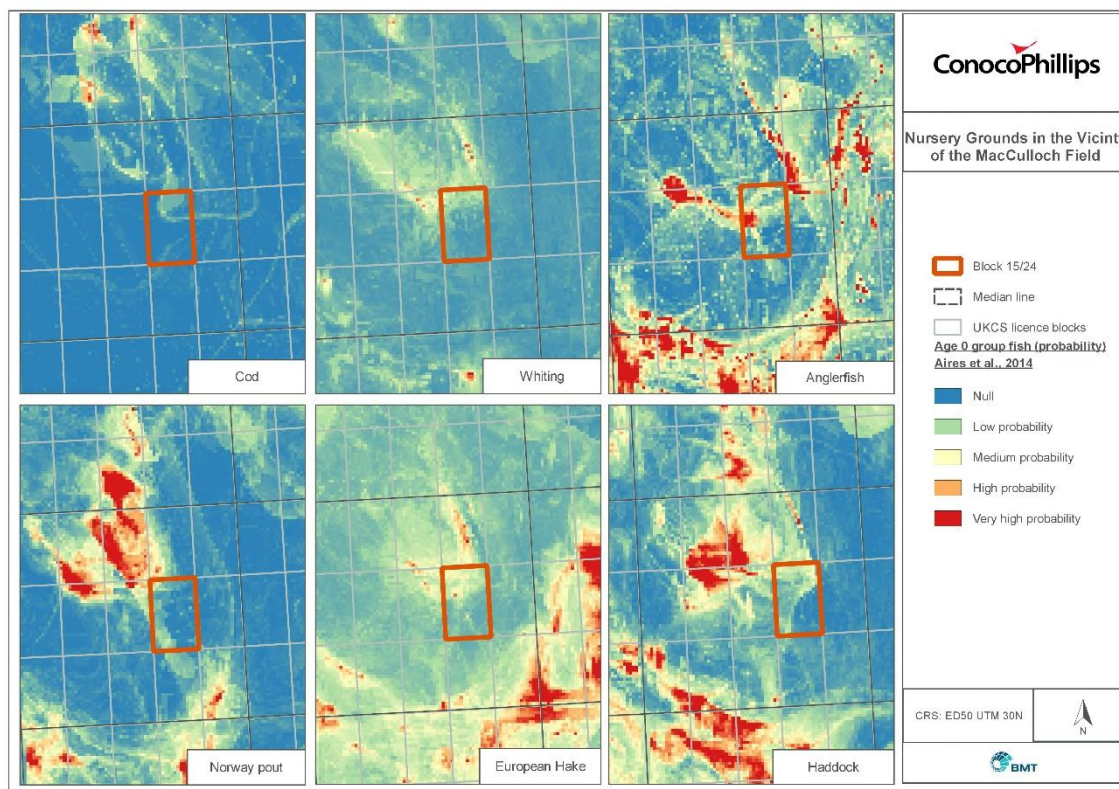 Cod
Whiting
Anglerfish
Norway pout
European Hake
Haddock
ConocoPhillips
Nursery Grounds in the Vicinty
of the MacCulloch Field
Block 15/24
Median line
UKCS licence blocks
Age 0 group fish (probability)
Aires et al., 2014
Null
Low probability
Medium probability
High probability
Very high probability
CRS: ED50 UTM 30N
N
BMT